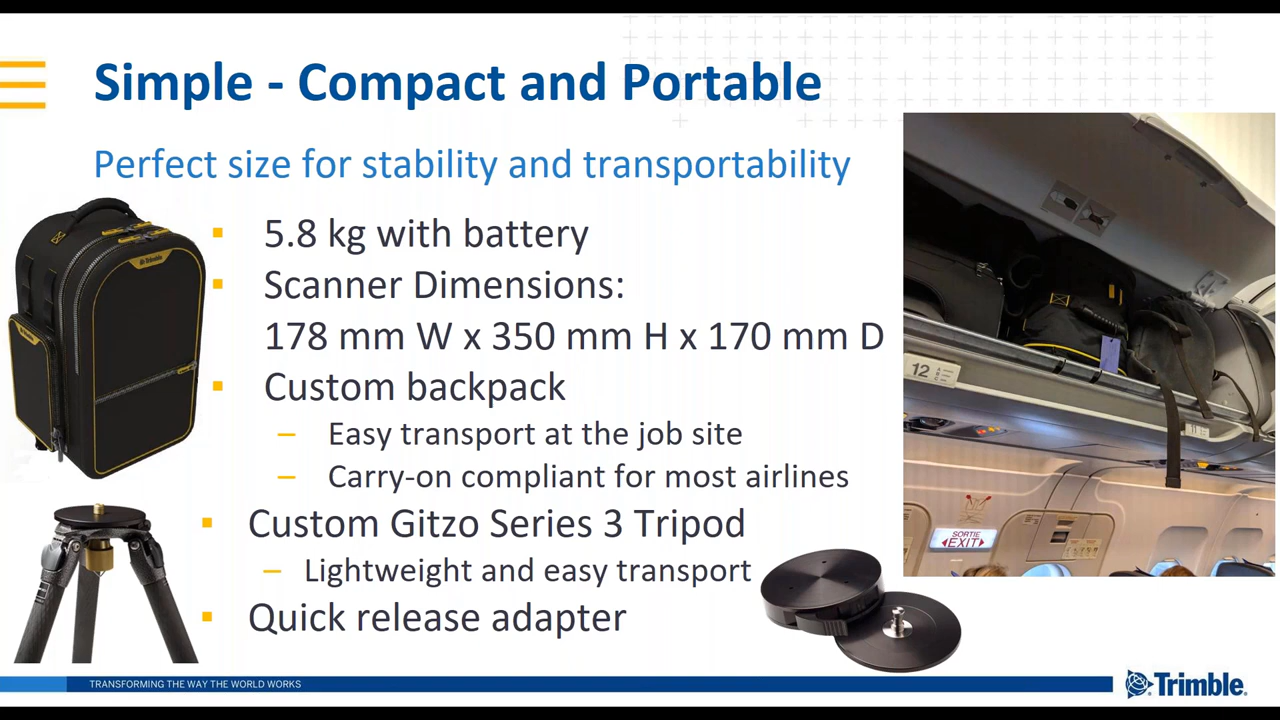 Simple - Compact and Portable
Perfect size for stability and transportability
▪ 5.8 kg with battery
▪ Scanner Dimensions:
178 mm W x 350 mm H x 170 mm D
▪ Custom backpack
– Easy transport at the job site
– Carry-on compliant for most airlines
▪ Custom Gitzo Series 3 Tripod
– Lightweight and easy transport
▪ Quick release adapter
Trimble
12
SORTIE
EXIT
TRANSFORMING THE WAY THE WORLD WORKS
Trimble